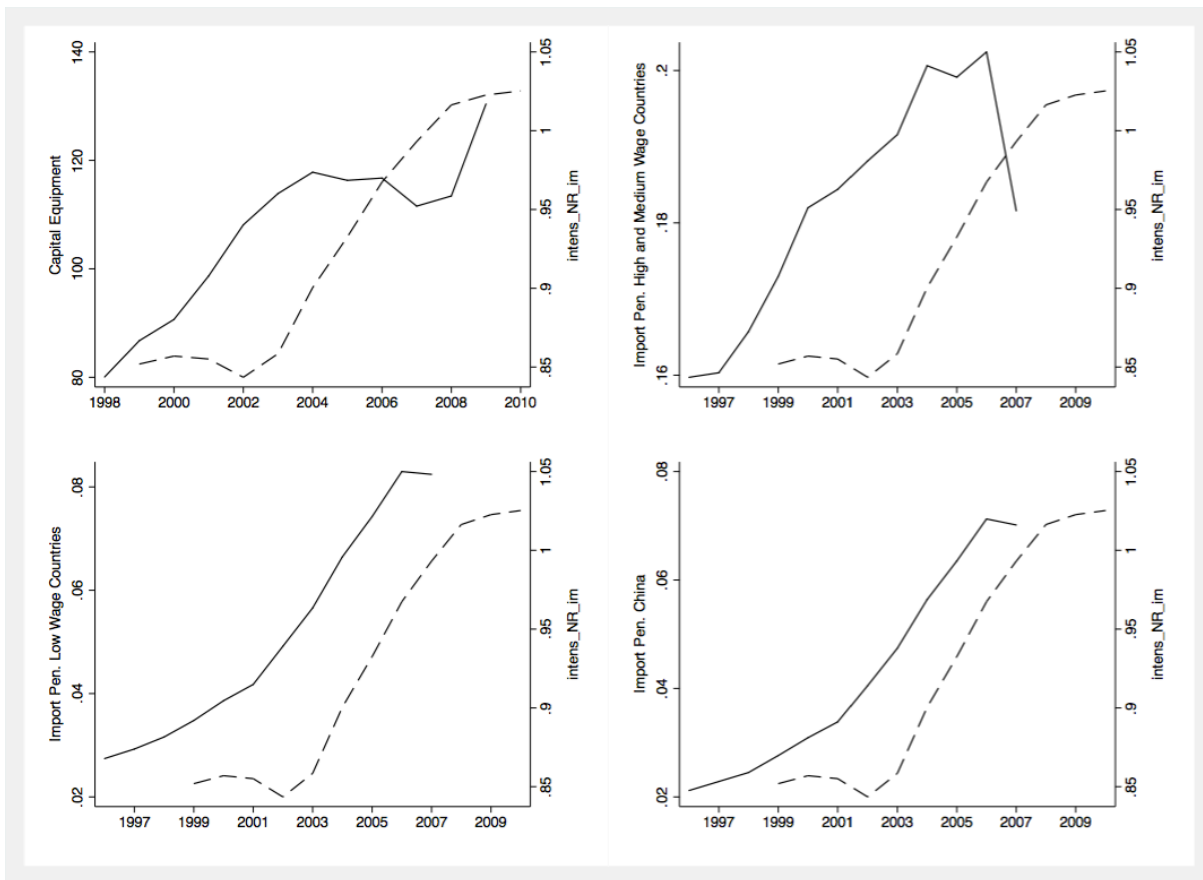 Capital Equipment
140
120
100
80
1998 2000 2002 2004 2006 2008 2010
1.05
1
.95
.9
.85
intens_NR_im
Import Pen. High and Medium Wage Countries
.2
.18
.16
1997 1999 2001 2003 2005 2007 2009
1.05
1
.95
.9
.85
intens_NR_im
Import Pen. Low Wage Countries
.08
.06
.04
.02
1997 1999 2001 2003 2005 2007 2009
1.05
1
.95
.9
.85
intens_NR_im
Import Pen. China
.08
.06
.04
.02
1997 1999 2001 2003 2005 2007 2009
1.05
1
.95
.9
.85
intens_NR_im